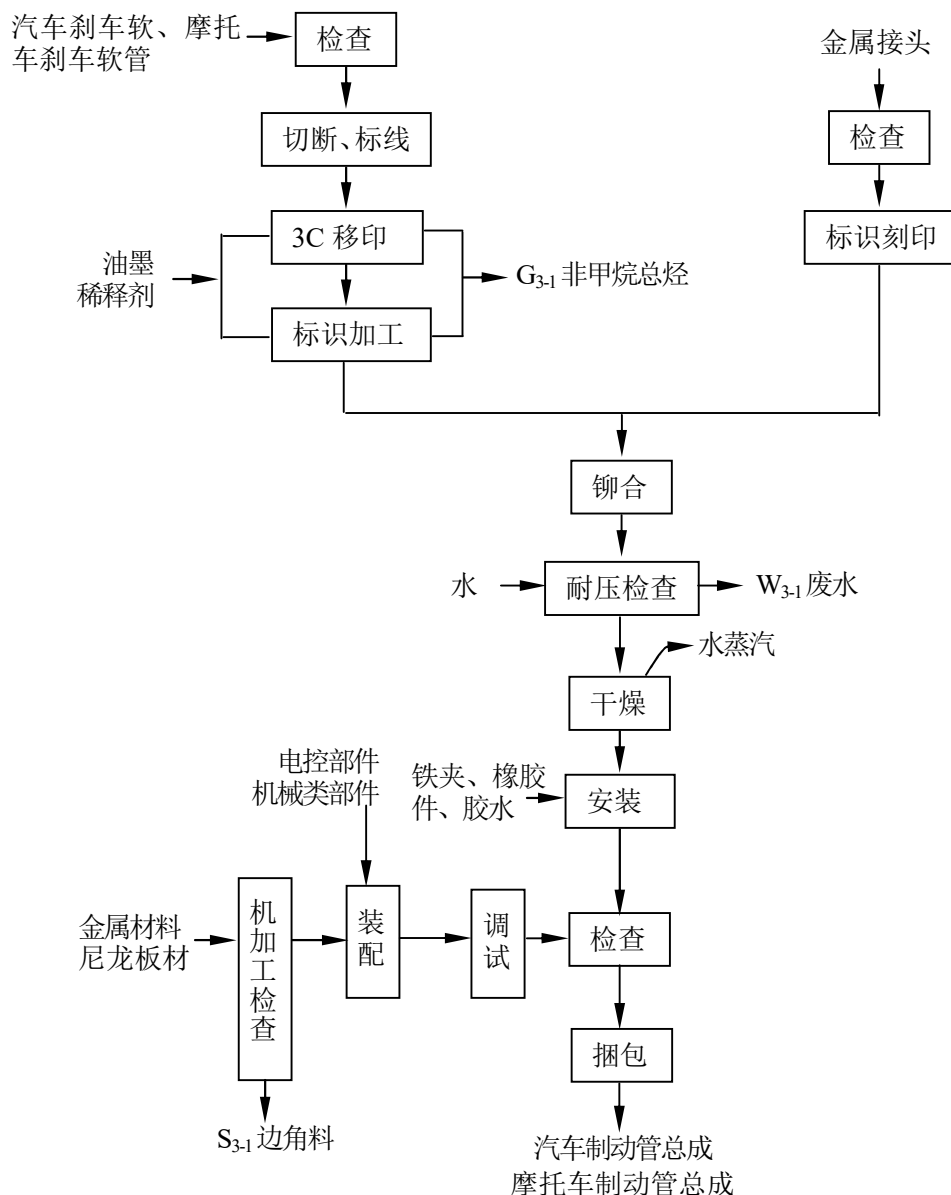 汽车刹车软、摩托
车刹车软管
检查
金属接头
切断、标线
检查
3C 移印
标识刻印
油墨
稀释剂
G3-1 非甲烷总烃
标识加工
铆合
水
耐压检查
W3-1 废水
水蒸汽
干燥
电控部件
机械类部件
铁夹、橡胶
件、胶水
安装
金属材料
尼龙板材
机加工检查
装配
调试
检查
捆包
S3-1 边角料
汽车制动管总成
摩托车制动管总成